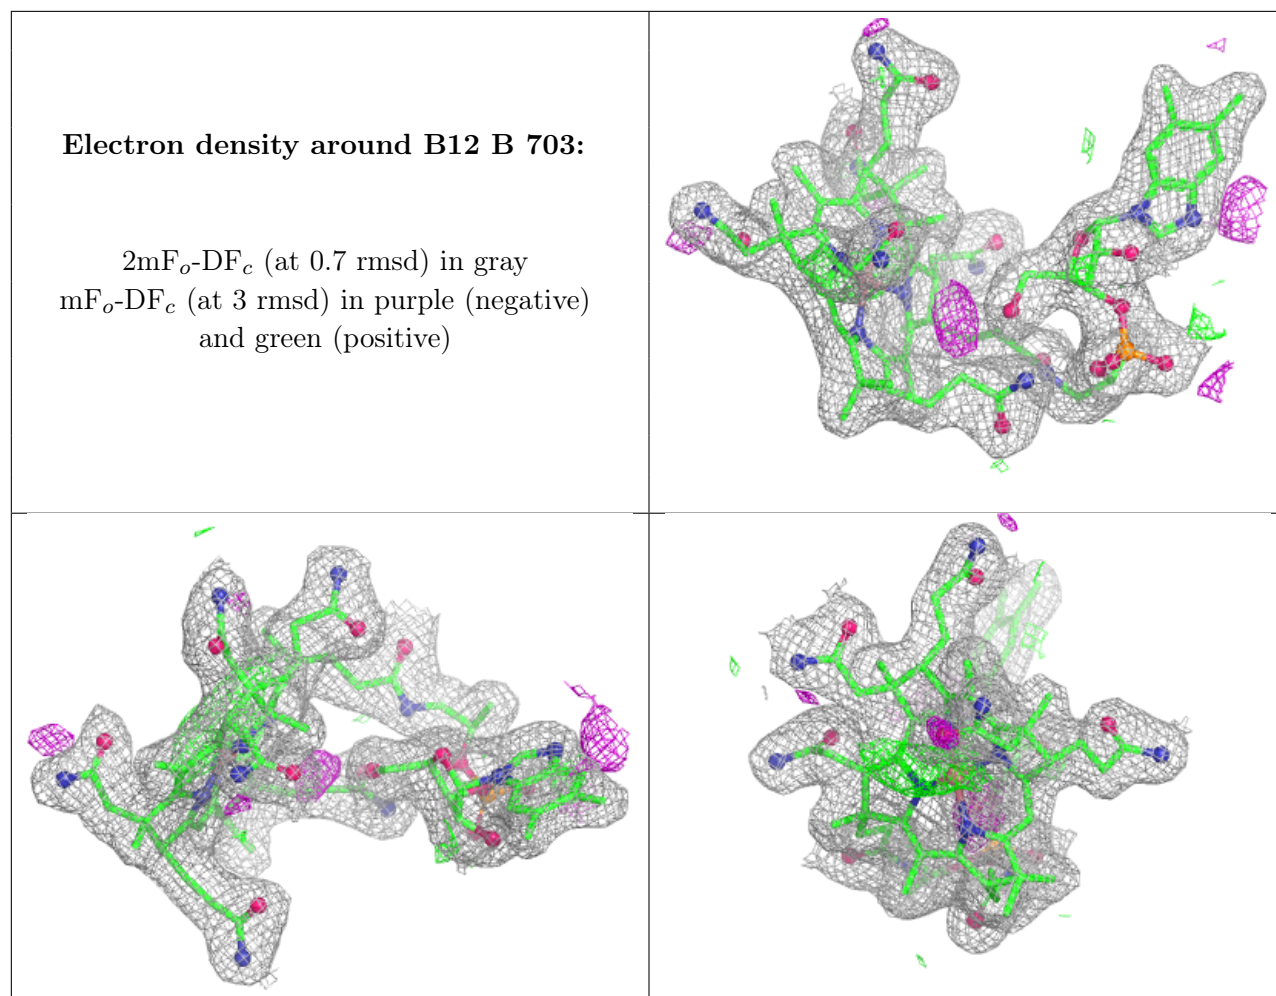 Electron density around B12 B 703:
2mFo-DFc (at 0.7 rmsd) in gray
mFo-DFc (at 3 rmsd) in purple (negative)
and green (positive)